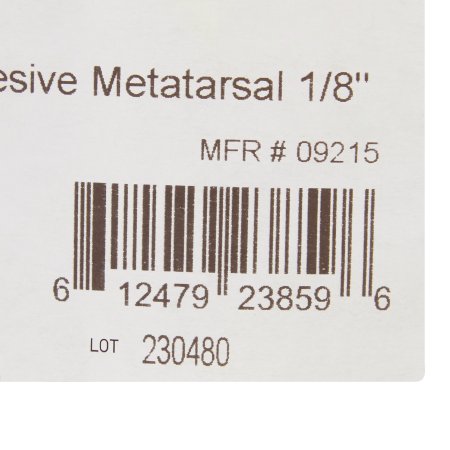 esive Metatarsal 1/8"
MFR # 09215
6 12479 23859 6
LOT 230480